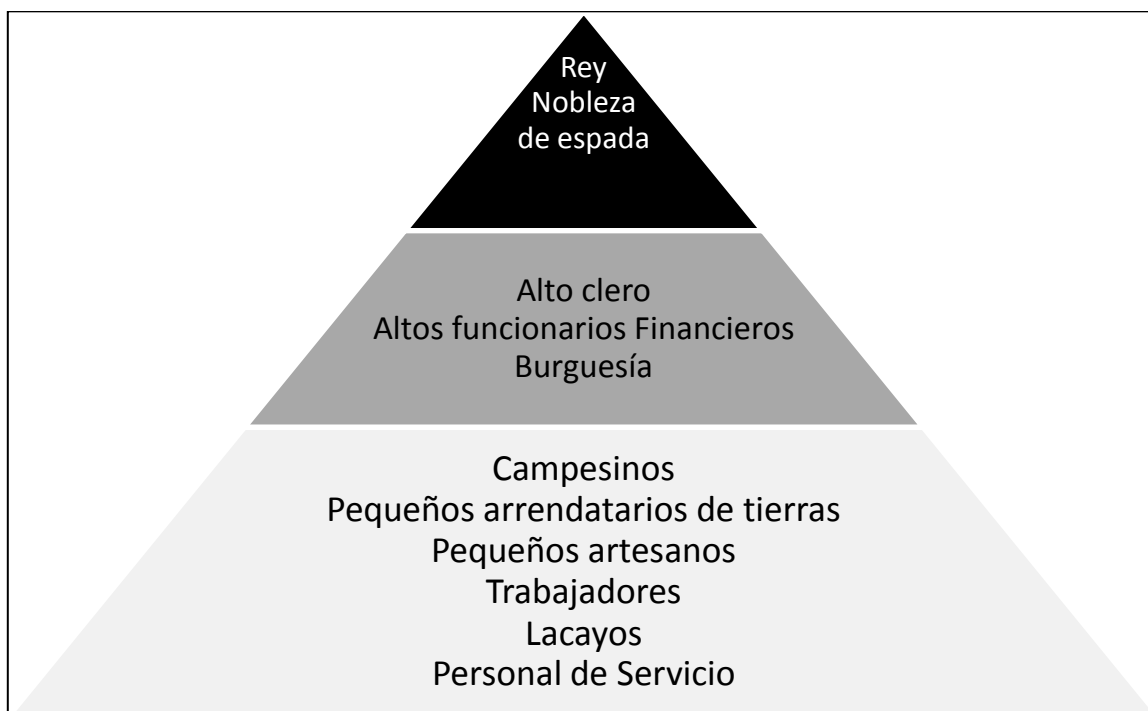 Rey
Nobleza
de espada
Alto clero
Altos funcionarios Financieros
Burguesía
Campesinos
Pequeños arrendatarios de tierras
Pequeños artesanos
Trabajadores
Lacayos
Personal de Servicio